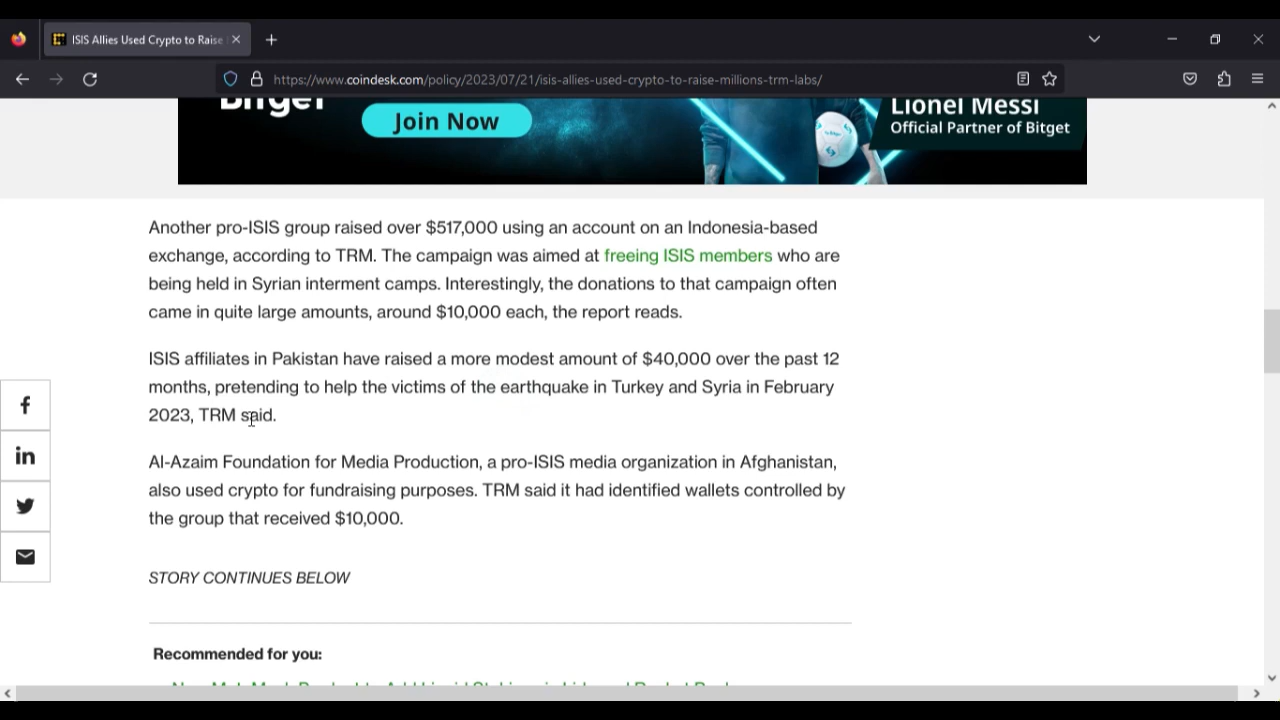 ISIS Allies Used Crypto to Raise
https://www.coindesk.com/policy/2023/07/21/isis-allies-used-crypto-to-raise-millions-trm-labs/
Bitget
Join Now
Lionel Messi
Official Partner of Bitget
Another pro-ISIS group raised over $517,000 using an account on an Indonesia-based
exchange, according to TRM. The campaign was aimed at freeing ISIS members who are
being held in Syrian interment camps. Interestingly, the donations to that campaign often
came in quite large amounts, around $10,000 each, the report reads.
ISIS affiliates in Pakistan have raised a more modest amount of $40,000 over the past 12
months, pretending to help the victims of the earthquake in Turkey and Syria in February
2023, TRM said.
Al-Azaim Foundation for Media Production, a pro-ISIS media organization in Afghanistan,
also used crypto for fundraising purposes. TRM said it had identified wallets controlled by
the group that received $10,000.
STORY CONTINUES BELOW
Recommended for you: